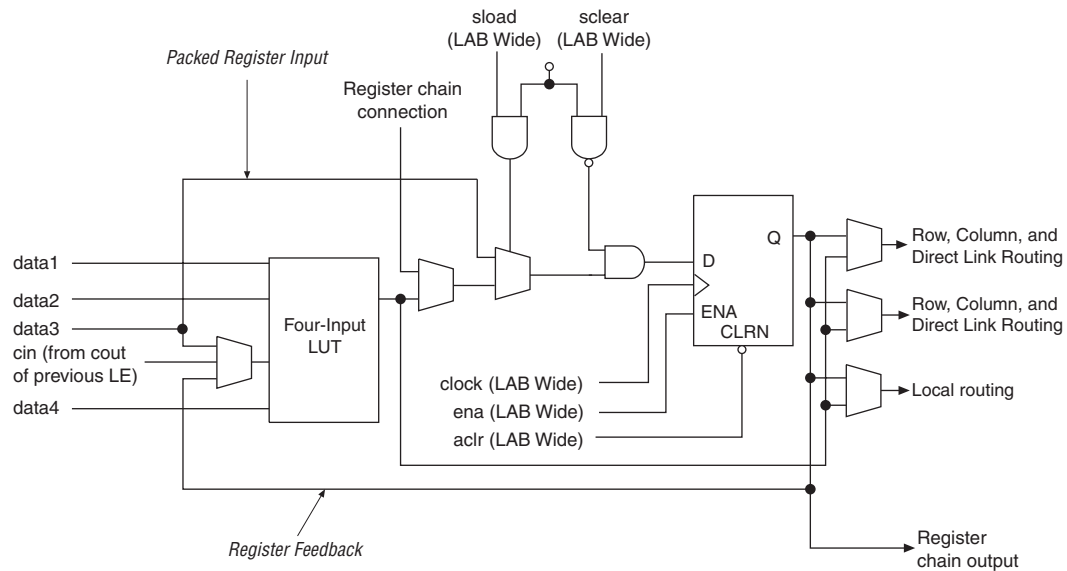 sload
(LAB Wide)
sclear
(LAB Wide)
Packed Register Input
Register chain
connection
data1
data2
data3
cin (from cout
of previous LE)
data4
Four-Input
LUT
D
Q
ENA
CLRN
clock (LAB Wide)
ena (LAB Wide)
aclr (LAB Wide)
Row, Column, and
Direct Link Routing
Row, Column, and
Direct Link Routing
Local routing
Register Feedback
Register
chain output